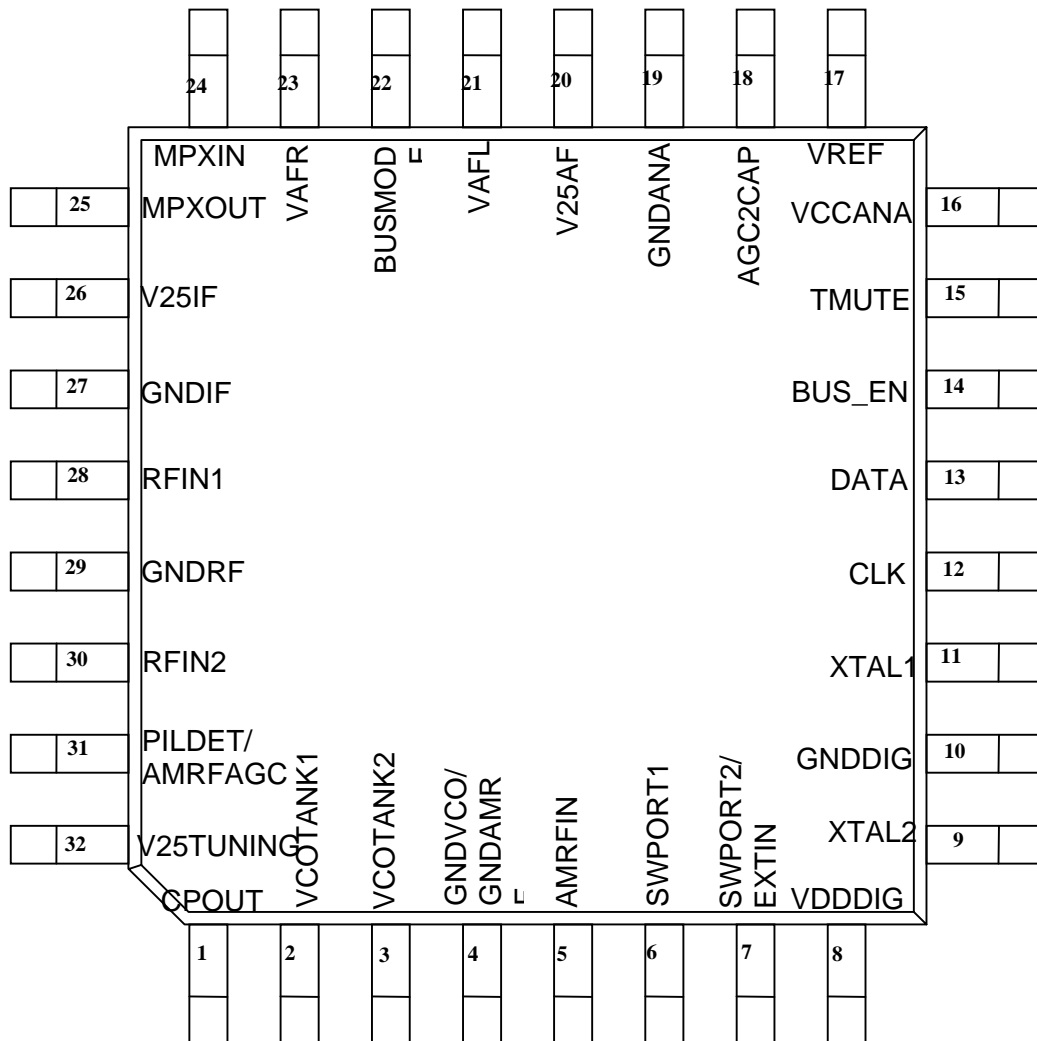 24 23 22 21 20 19 18 17
MPXIN
VAFR
BUSMOD
E
VAFL
V25AF
GNDANA
AGC2CAP
VREF
25 MPXOUT
VCCANA 16
26 V25IF
TMUTE 15
27 GNDIF
BUS_EN 14
28 RFIN1
DATA 13
29 GNDRF
CLK 12
30 RFIN2
XTAL1 11
31 PILDET/
AMRFAGC
GNDDIG 10
32 V25TUNING
XTAL2 9
CPOUT
VCOTANK1
VCOTANK2
GNDVCO/
GNDAMR
F
AMRFIN
SWPORT1
SWPORT2/
EXTIN
VDDDIG
1 2 3 4 5 6 7 8